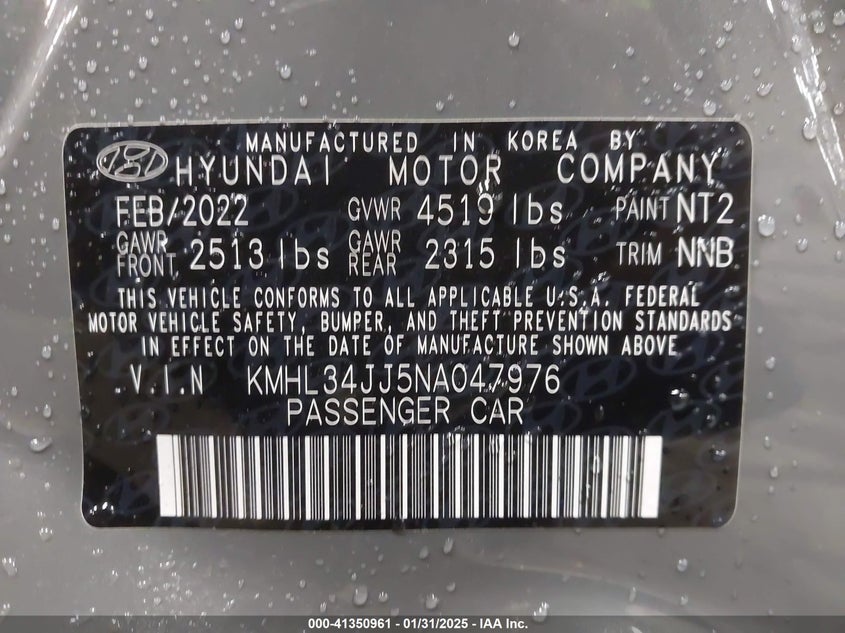 MANUFACTURED IN KOREA BY
HYUNDAI MOTOR COMPANY
FEB/2022 GVWR 4519 lbs PAINT NT2
GAWR FRONT 2513 lbs GAWR REAR 2315 lbs TRIM NNB
THIS VEHICLE CONFORMS TO ALL APPLICABLE U.S.A. FEDERAL
MOTOR VEHICLE SAFETY, BUMPER, AND THEFT PREVENTION STANDARDS
IN EFFECT ON THE DATE OF MANUFACTURE SHOWN ABOVE
.V.I.N KMHL34JJ5NA047976
PASSENGER CAR
000-41350961 - 01/31/2025 - IAA Inc.